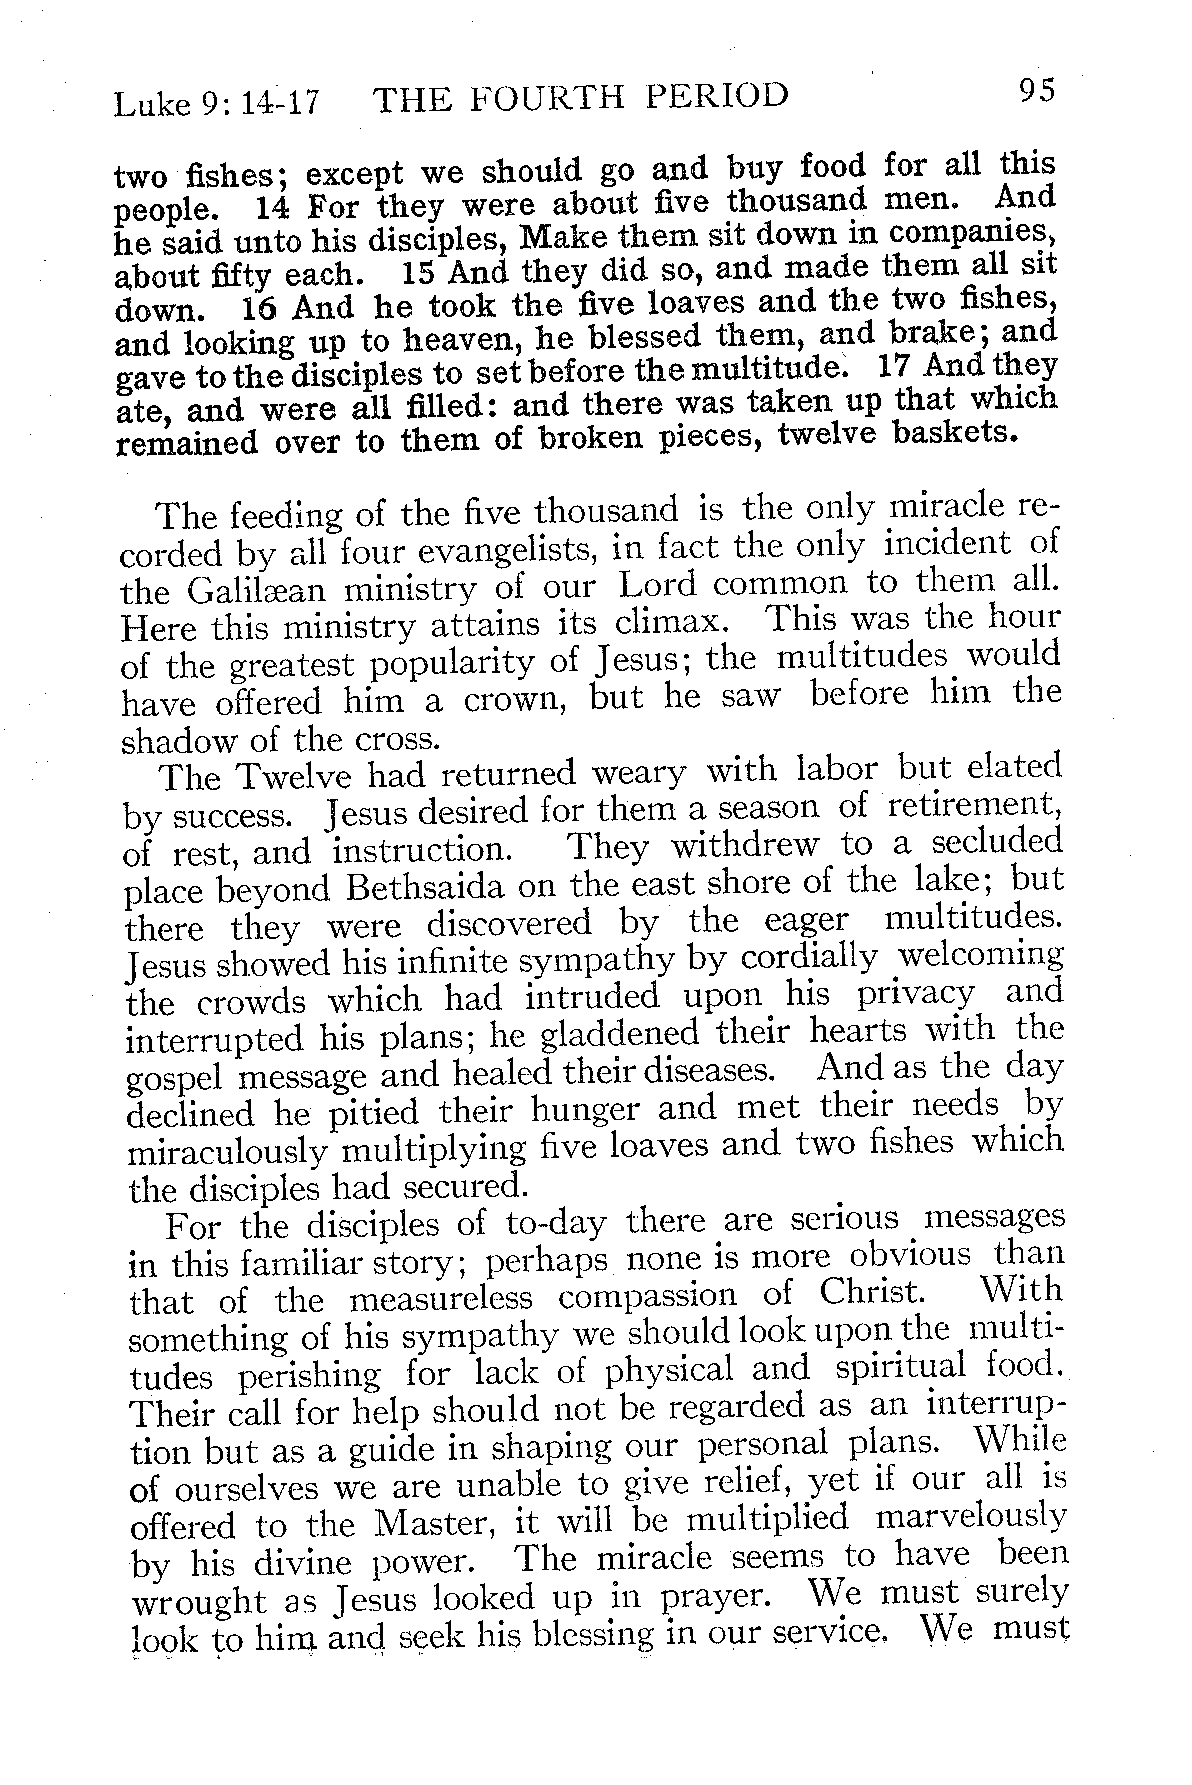 Luke 9: 14-17 THE FOURTH PERIOD 95
two fishes; except we should go and buy food for all this
people. 14 For they were about five thousand men. And
he said unto his disciples, Make them sit down in companies,
about fifty each. 15 And they did so, and made them all sit
down. 16 And he took the five loaves and the two fishes,
and looking up to heaven, he blessed them, and brake; and
gave to the disciples to set before the multitude. 17 And they
ate, and were all filled: and there was taken up that which
remained over to them of broken pieces, twelve baskets.
The feeding of the five thousand is the only miracle re-
corded by all four evangelists, in fact the only incident of
the Galilæan ministry of our Lord common to them all.
Here this ministry attains its climax. This was the hour
of the greatest popularity of Jesus; the multitudes would
have offered him a crown, but he saw before him the
shadow of the cross.
The Twelve had returned weary with labor but elated
by success. Jesus desired for them a season of retirement,
of rest, and instruction. They withdrew to a secluded
place beyond Bethsaida on the east shore of the lake; but
there they were discovered by the eager multitudes.
Jesus showed his infinite sympathy by cordially welcoming
the crowds which had intruded upon his privacy and
interrupted his plans; he gladdened their hearts with the
gospel message and healed their diseases. And as the day
declined he pitied their hunger and met their needs by
miraculously multiplying five loaves and two fishes which
the disciples had secured.
For the disciples of to-day there are serious messages
in this familiar story; perhaps none is more obvious than
that of the measureless compassion of Christ. With
something of his sympathy we should look upon the multi-
tudes perishing for lack of physical and spiritual food.
Their call for help should not be regarded as an interrup-
tion but as a guide in shaping our personal plans. While
of ourselves we are unable to give relief, yet if our all is
offered to the Master, it will be multiplied marvelously
by his divine power. The miracle seems to have been
wrought as Jesus looked up in prayer. We must surely
look to him and seek his blessing in our service. We must